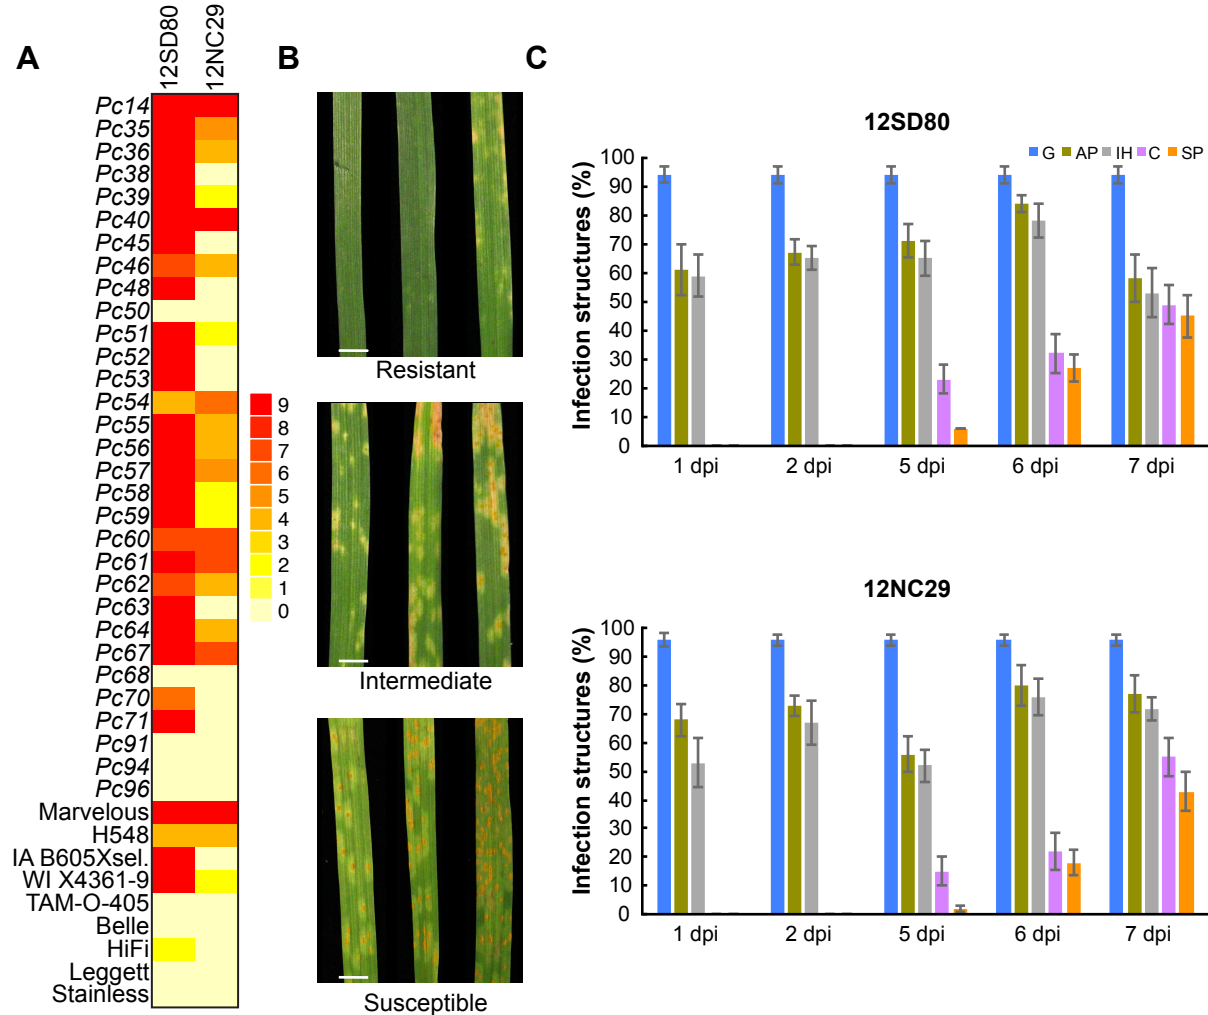 A
12SD80
12NC29
Pc14
Pc35
Pc36
Pc38
Pc39
Pc40
Pc45
Pc46
Pc48
Pc50
Pc51
Pc52
Pc53
Pc54
Pc55
Pc56
Pc57
Pc58
Pc59
Pc60
Pc61
Pc62
Pc63
Pc64
Pc67
Pc68
Pc70
Pc71
Pc91
Pc94
Pc96
Marvelous
H548
IA B605Xsel.
WI X4361-9
TAM-O-405
Belle
HiFi
Leggett
Stainless
9
8
7
6
5
4
3
2
1
0
B
Resistant
Intermediate
Susceptible
C
12SD80
G AP IH C SP
Infection structures (%)
100
90
80
70
60
50
40
30
20
10
0
1 dpi 2 dpi 5 dpi 6 dpi 7 dpi
12NC29
Infection structures (%)
100
90
80
70
60
50
40
30
20
10
0
1 dpi 2 dpi 5 dpi 6 dpi 7 dpi